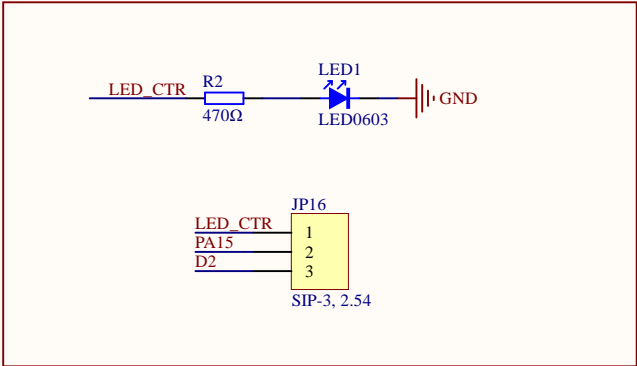 LED1
R2
LED_CTR
GND
470Ω
LED0603
JP16
LED_CTR
1
PA15
2
D2
3
SIP-3, 2.54